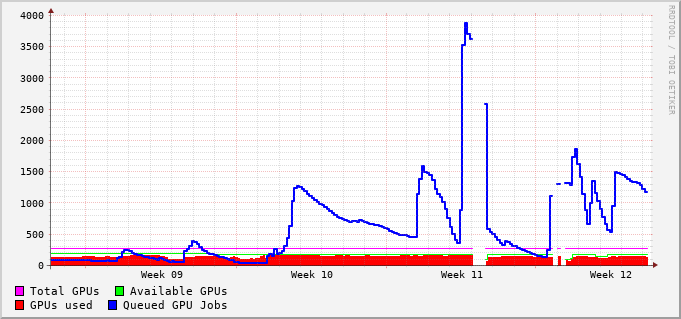 4000
3500
3000
2500
2000
1500
1000
500
0
Week 09 Week 10 Week 11 Week 12
Total GPUs Available GPUs
GPUs used Queued GPU Jobs
RRDTOOL / TOBI OETIKER